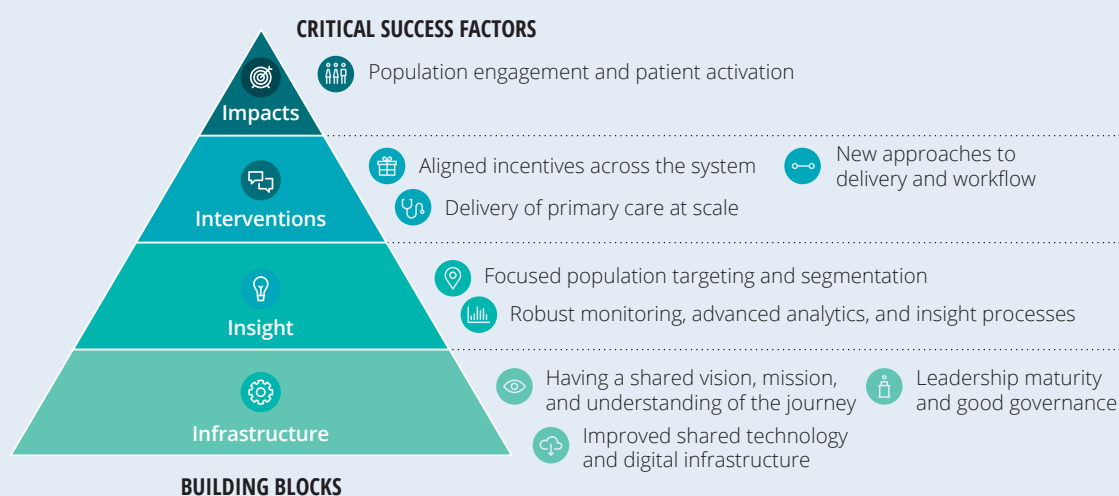 CRITICAL SUCCESS FACTORS
Population engagement and patient activation
Impacts
Aligned incentives across the system
New approaches to
delivery and workflow
Delivery of primary care at scale
Interventions
Focused population targeting and segmentation
Robust monitoring, advanced analytics, and insight processes
Insight
Having a shared vision, mission,
and understanding of the journey
Leadership maturity
and good governance
Improved shared technology
and digital infrastructure
Infrastructure
BUILDING BLOCKS